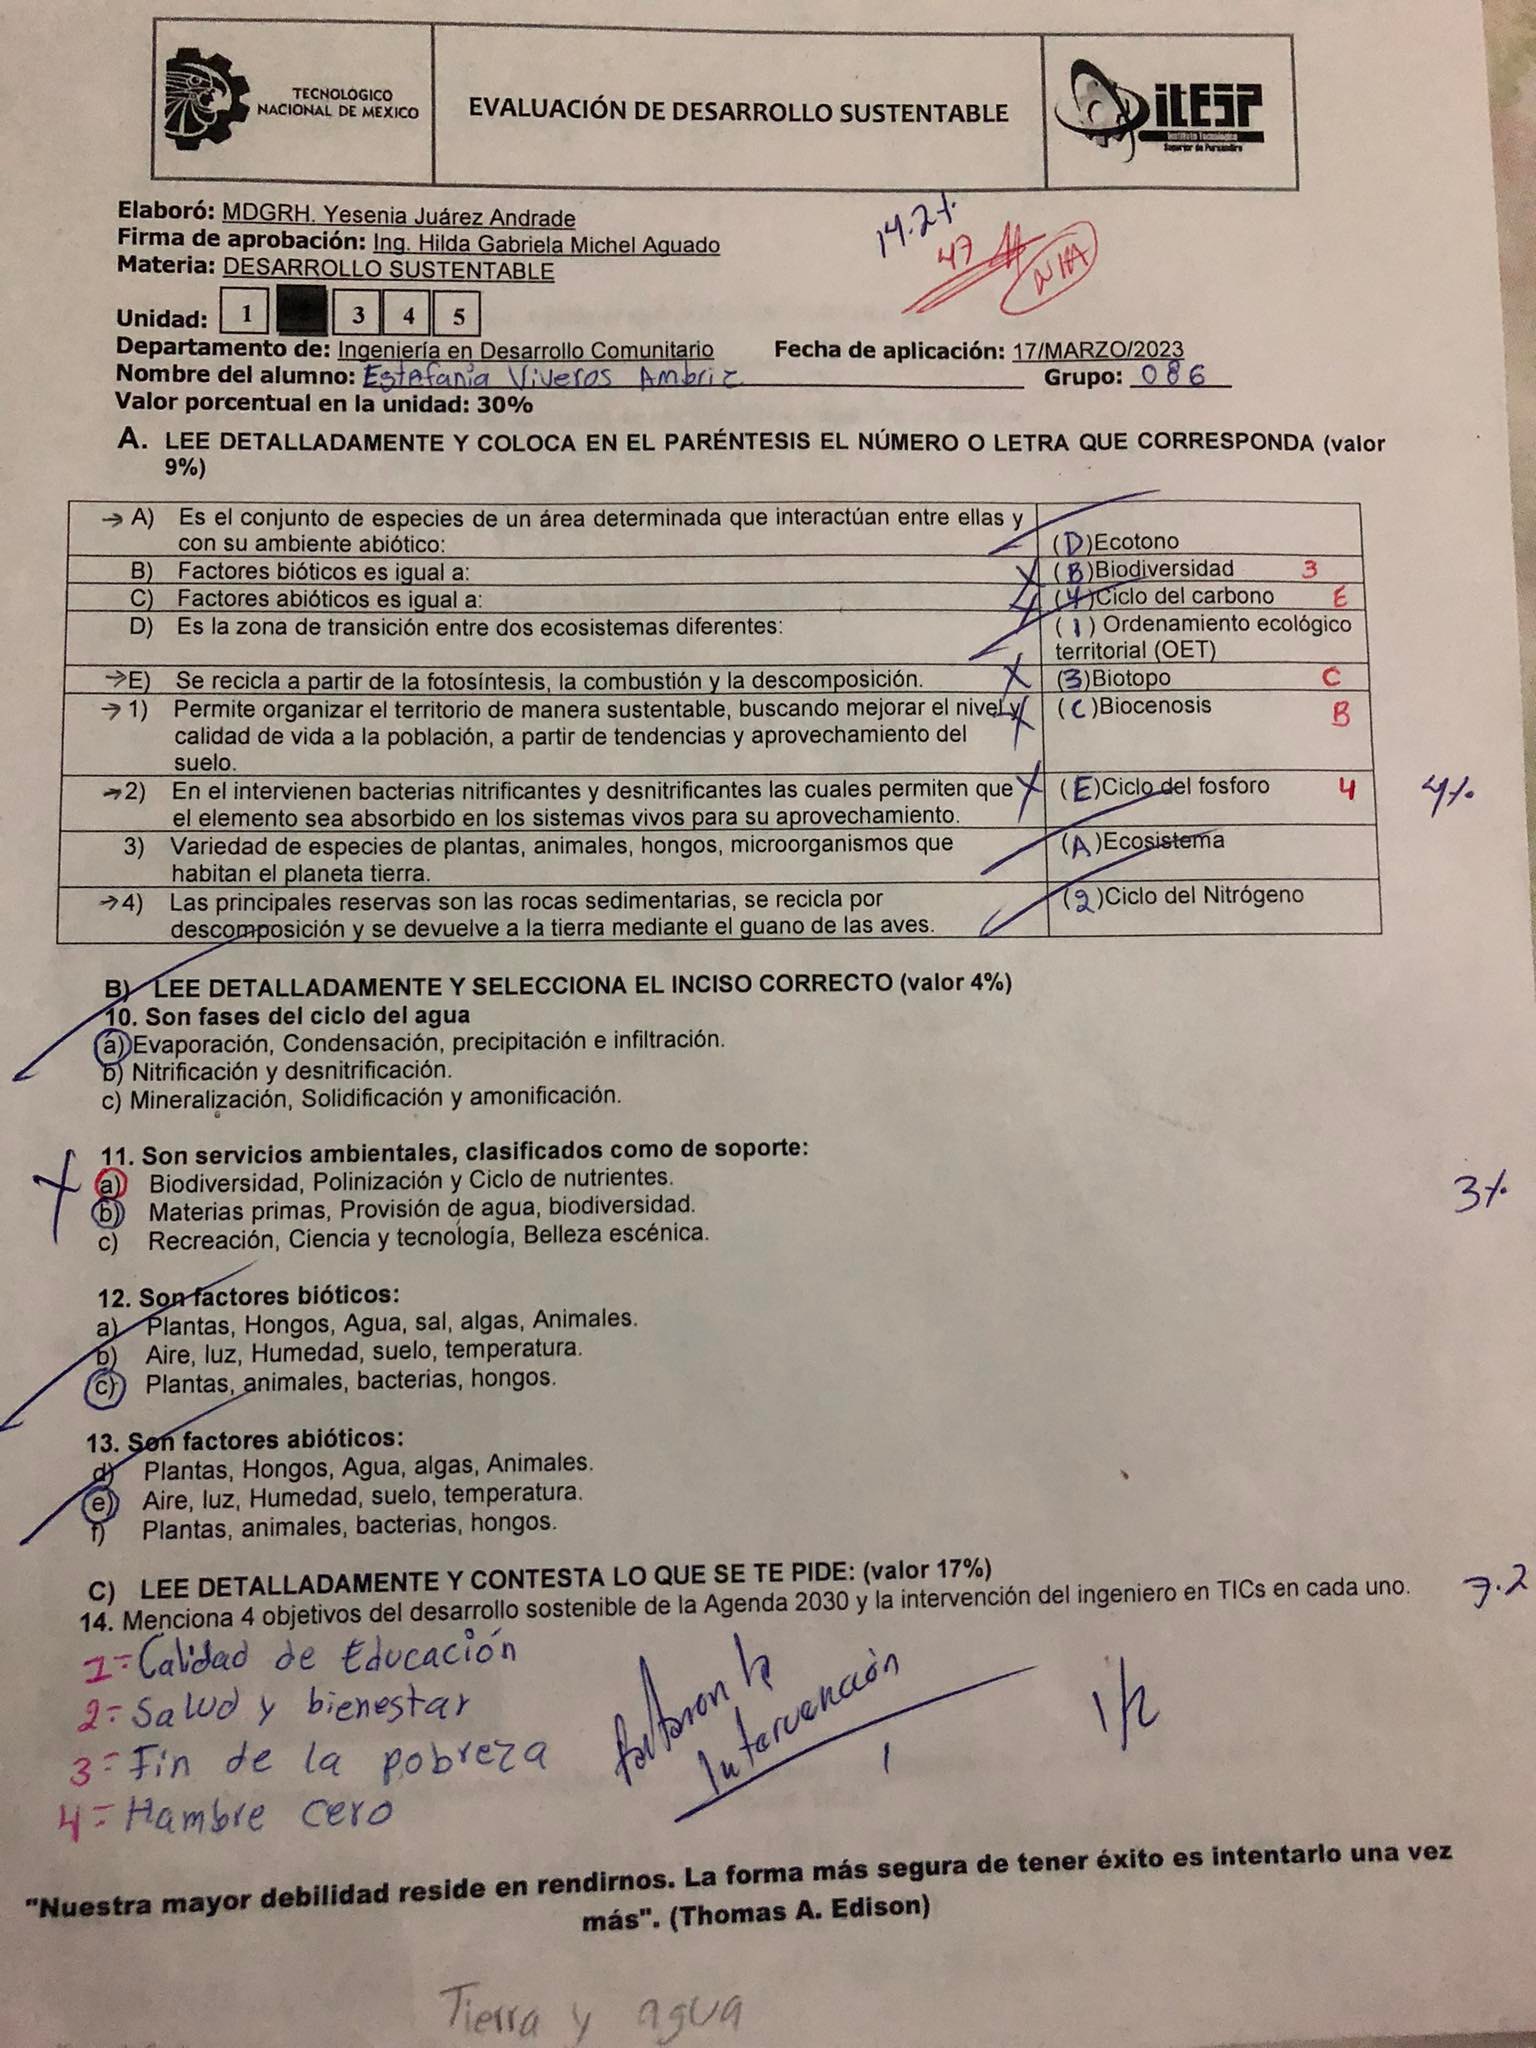 TECNOLÓGICO
NACIONAL DE MÉXICO
EVALUACIÓN DE DESARROLLO SUSTENTABLE
ITESP
Instituto Tecnológico
Superior de Puruándiro
Elaboró: MDGRH. Yesenia Juárez Andrade
Firma de aprobación: Ing. Hilda Gabriela Michel Aguado
Materia: DESARROLLO SUSTENTABLE
14.2%
47
N/A
Unidad: 1 3 4 5
Departamento de: Ingeniería en Desarrollo Comunitario Fecha de aplicación: 17/MARZO/2023
Nombre del alumno: Estefanía Viveros Ambriz Grupo: 086
Valor porcentual en la unidad: 30%
A. LEE DETALLADAMENTE Y COLOCA EN EL PARÉNTESIS EL NÚMERO O LETRA QUE CORRESPONDA (valor
9%)
→ A) Es el conjunto de especies de un área determinada que interactúan entre ellas y
con su ambiente abiótico:
(D)Ecotono
B) Factores bióticos es igual a:
(B)Biodiversidad 3
C) Factores abióticos es igual a:
(4)Ciclo del carbono E
D) Es la zona de transición entre dos ecosistemas diferentes:
(1) Ordenamiento ecológico
territorial (OET)
→E) Se recicla a partir de la fotosíntesis, la combustión y la descomposición.
(3)Biotopo C
→1) Permite organizar el territorio de manera sustentable, buscando mejorar el nivel y
calidad de vida a la población, a partir de tendencias y aprovechamiento del
suelo.
(C)Biocenosis B
→2) En el intervienen bacterias nitrificantes y desnitrificantes las cuales permiten que
el elemento sea absorbido en los sistemas vivos para su aprovechamiento.
(E)Ciclo del fosforo 4
4%
3) Variedad de especies de plantas, animales, hongos, microorganismos que
habitan el planeta tierra.
(A)Ecosistema
→4) Las principales reservas son las rocas sedimentarias, se recicla por
descomposición y se devuelve a la tierra mediante el guano de las aves.
(2)Ciclo del Nitrógeno
B) LEE DETALLADAMENTE Y SELECCIONA EL INCISO CORRECTO (valor 4%)
10. Son fases del ciclo del agua
a) Evaporación, Condensación, precipitación e infiltración.
b) Nitrificación y desnitrificación.
c) Mineralización, Solidificación y amonificación.
11. Son servicios ambientales, clasificados como de soporte:
a) Biodiversidad, Polinización y Ciclo de nutrientes.
b) Materias primas, Provisión de agua, biodiversidad.
3%
c) Recreación, Ciencia y tecnología, Belleza escénica.
12. Son factores bióticos:
a) Plantas, Hongos, Agua, sal, algas, Animales.
b) Aire, luz, Humedad, suelo, temperatura.
c) Plantas, animales, bacterias, hongos.
13. Son factores abióticos:
d) Plantas, Hongos, Agua, algas, Animales.
e) Aire, luz, Humedad, suelo, temperatura.
f) Plantas, animales, bacterias, hongos.
C) LEE DETALLADAMENTE Y CONTESTA LO QUE SE TE PIDE: (valor 17%)
14. Menciona 4 objetivos del desarrollo sostenible de la Agenda 2030 y la intervención del ingeniero en TICs en cada uno.
7.2
1= Calidad de Educación
2= Salud y bienestar
3= Fin de la pobreza
4= Hambre cero
faltaron la
Intervención
1/2
"Nuestra mayor debilidad reside en rendirnos. La forma más segura de tener éxito es intentarlo una vez
más". (Thomas A. Edison)
Tierra y agua